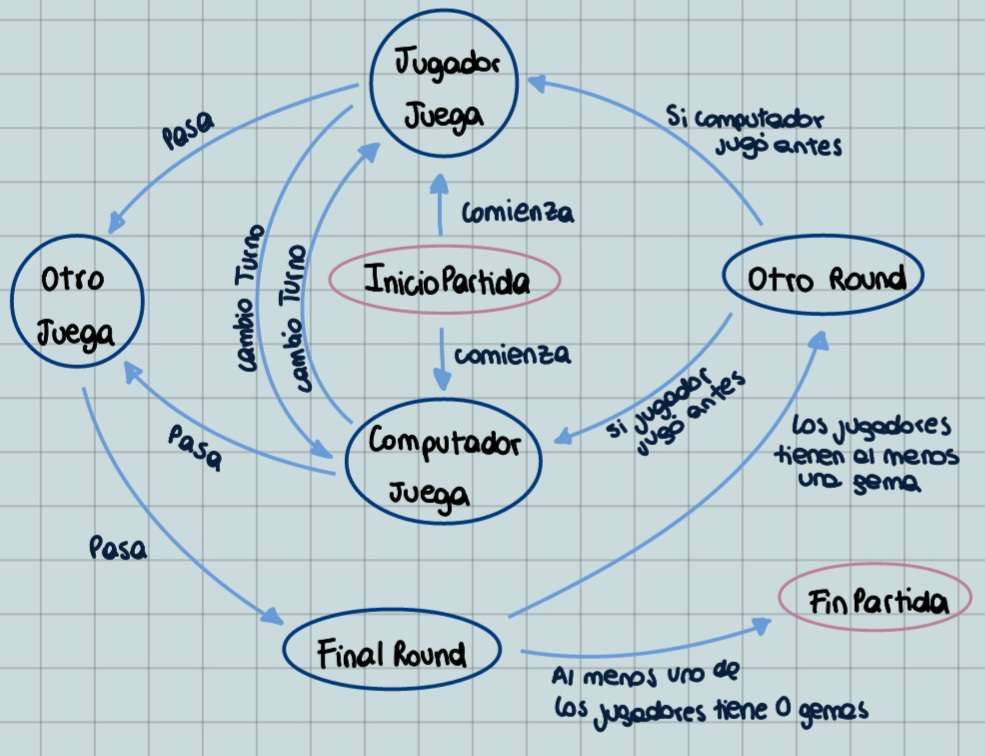 Jugador
Juega
Pasa
Si computador
jugó antes
cambio Turno
cambio Turno
comienza
Inicio Partida
Otro Round
Otro
Juega
comienza
si jugador
jugó antes
Computador
Juega
Pasa
Los jugadores
tienen al menos
una gema
Pasa
Fin Partida
Final Round
Al menos uno de
los jugadores tiene 0 gemas